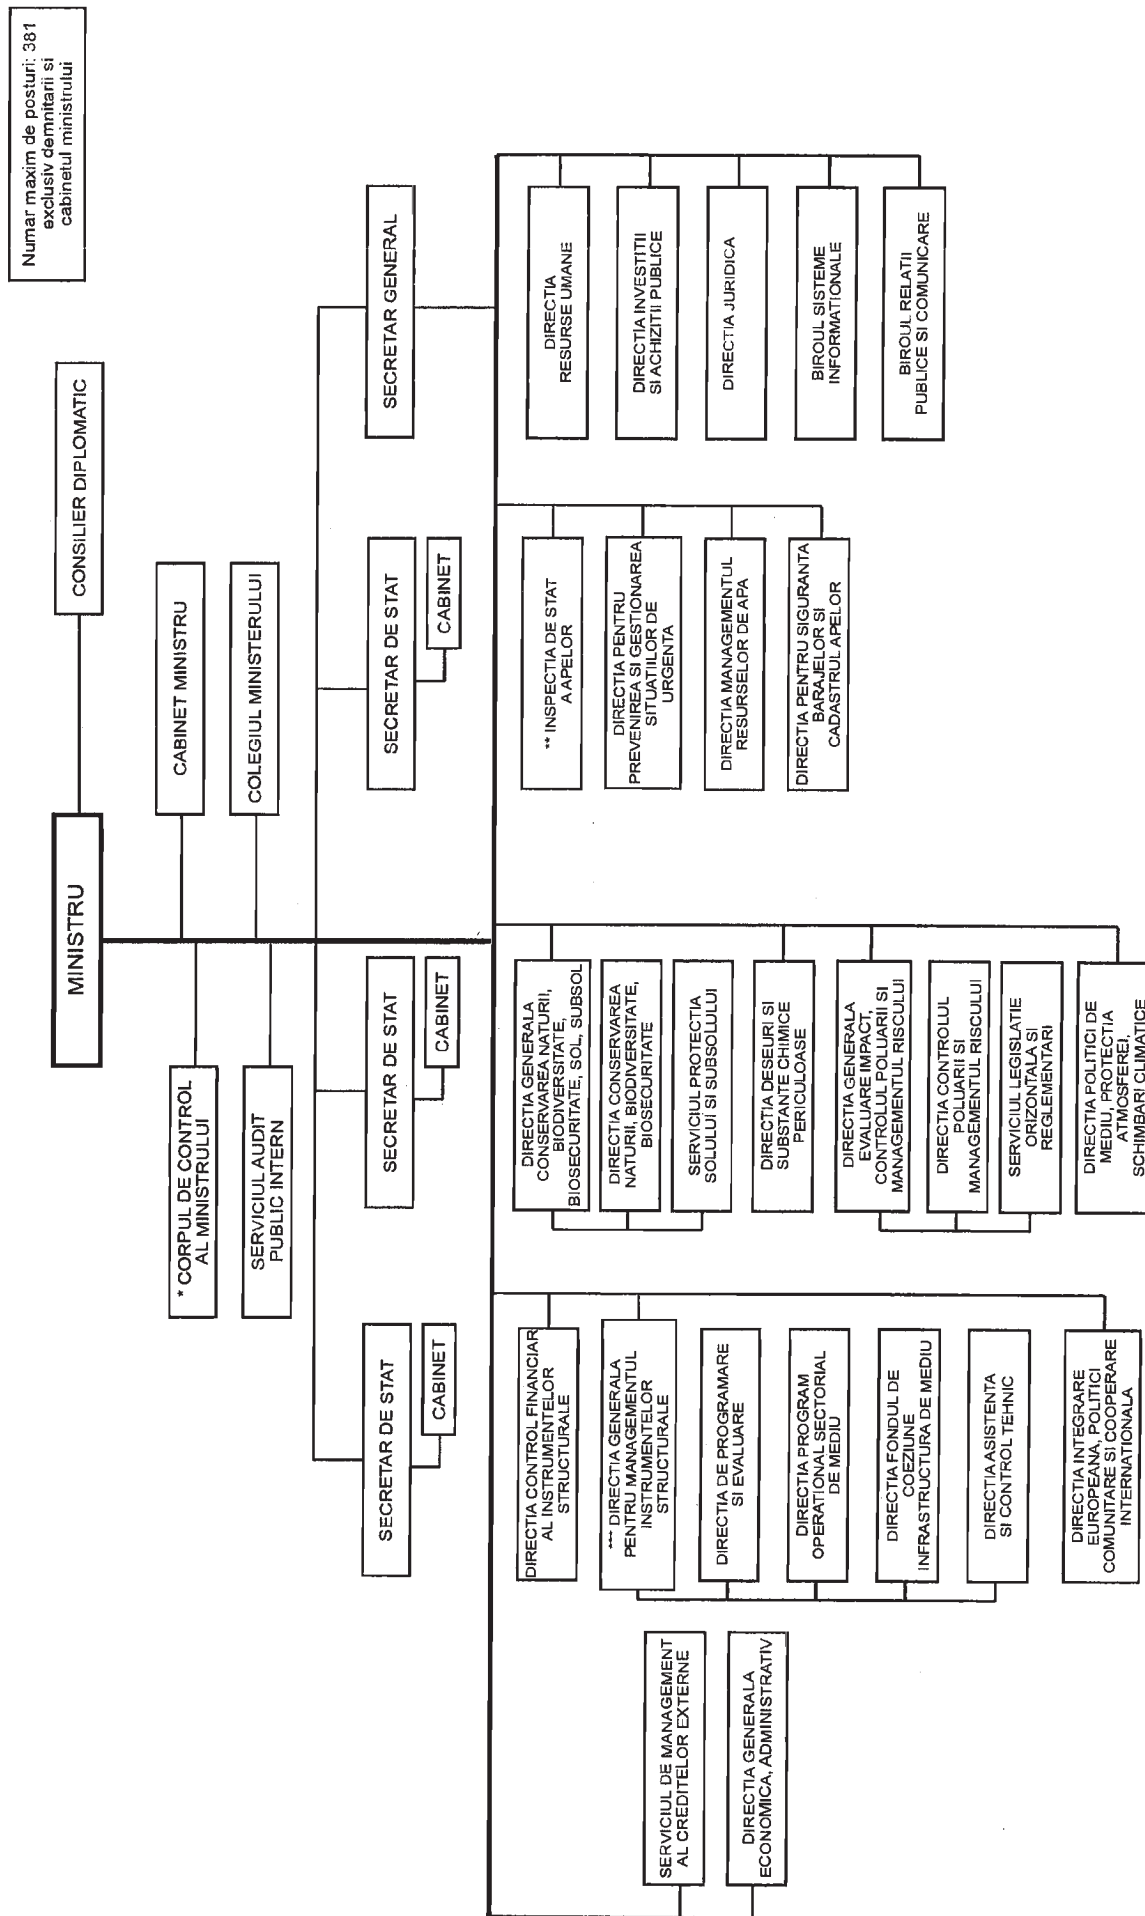 Numar maxim de posturi: 381
exclusiv demnitarii si
cabinetul ministrului
MINISTRU
CONSILIER DIPLOMATIC
* CORPUL DE CONTROL
AL MINISTRULUI
CABINET MINISTRU
SERVICIUL AUDIT
PUBLIC INTERN
COLEGIUL MINISTERULUI
SECRETAR DE STAT
CABINET
SECRETAR DE STAT
CABINET
SECRETAR DE STAT
CABINET
SECRETAR GENERAL
SERVICIUL DE MANAGEMENT
AL CREDITELOR EXTERNE
DIRECTIA GENERALA
ECONOMICA, ADMINISTRATIV
DIRECTIA CONTROL FINANCIAR
AL INSTRUMENTELOR
STRUCTURALE
*** DIRECTIA GENERALA
PENTRU MANAGEMENTUL
INSTRUMENTELOR
STRUCTURALE
DIRECTIA DE PROGRAMARE
SI EVALUARE
DIRECTIA PROGRAM
OPERATIONAL SECTORIAL
DE MEDIU
DIRECTIA FONDUL DE
COEZIUNE
INFRASTRUCTURA DE MEDIU
DIRECTIA ASISTENTA
SI CONTROL TEHNIC
DIRECTIA INTEGRARE
EUROPEANA, POLITICI
COMUNITARE SI COOPERARE
INTERNATIONALA
DIRECTIA GENERALA
CONSERVAREA NATURII,
BIODIVERSITATE,
BIOSECURITATE, SOL, SUBSOL
DIRECTIA CONSERVAREA
NATURII, BIODIVERSITATE,
BIOSECURITATE
SERVICIUL PROTECTIA
SOLULUI SI SUBSOLULUI
DIRECTIA DESEURI SI
SUBSTANTE CHIMICE
PERICULOASE
DIRECTIA GENERALA
EVALUARE IMPACT,
CONTROLUL POLUARII SI
MANAGEMENTUL RISCULUI
DIRECTIA CONTROLUL
POLUARII SI
MANAGEMENTUL RISCULUI
SERVICIUL LEGISLATIE
ORIZONTALA SI
REGLEMENTARI
DIRECTIA POLITICI DE
MEDIU, PROTECTIA
ATMOSFEREI,
SCHIMBARI CLIMATICE
** INSPECTIA DE STAT
A APELOR
DIRECTIA PENTRU
PREVENIREA SI GESTIONAREA
SITUATIILOR DE
URGENTA
DIRECTIA MANAGEMENTUL
RESURSELOR DE APA
DIRECTIA PENTRU SIGURANTA
BARAJELOR SI
CADASTRUL APELOR
DIRECTIA
RESURSE UMANE
DIRECTIA INVESTITII
SI ACHIZITII PUBLICE
DIRECTIA JURIDICA
BIROUL SISTEME
INFORMATIONALE
BIROUL RELATII
PUBLICE SI COMUNICARE